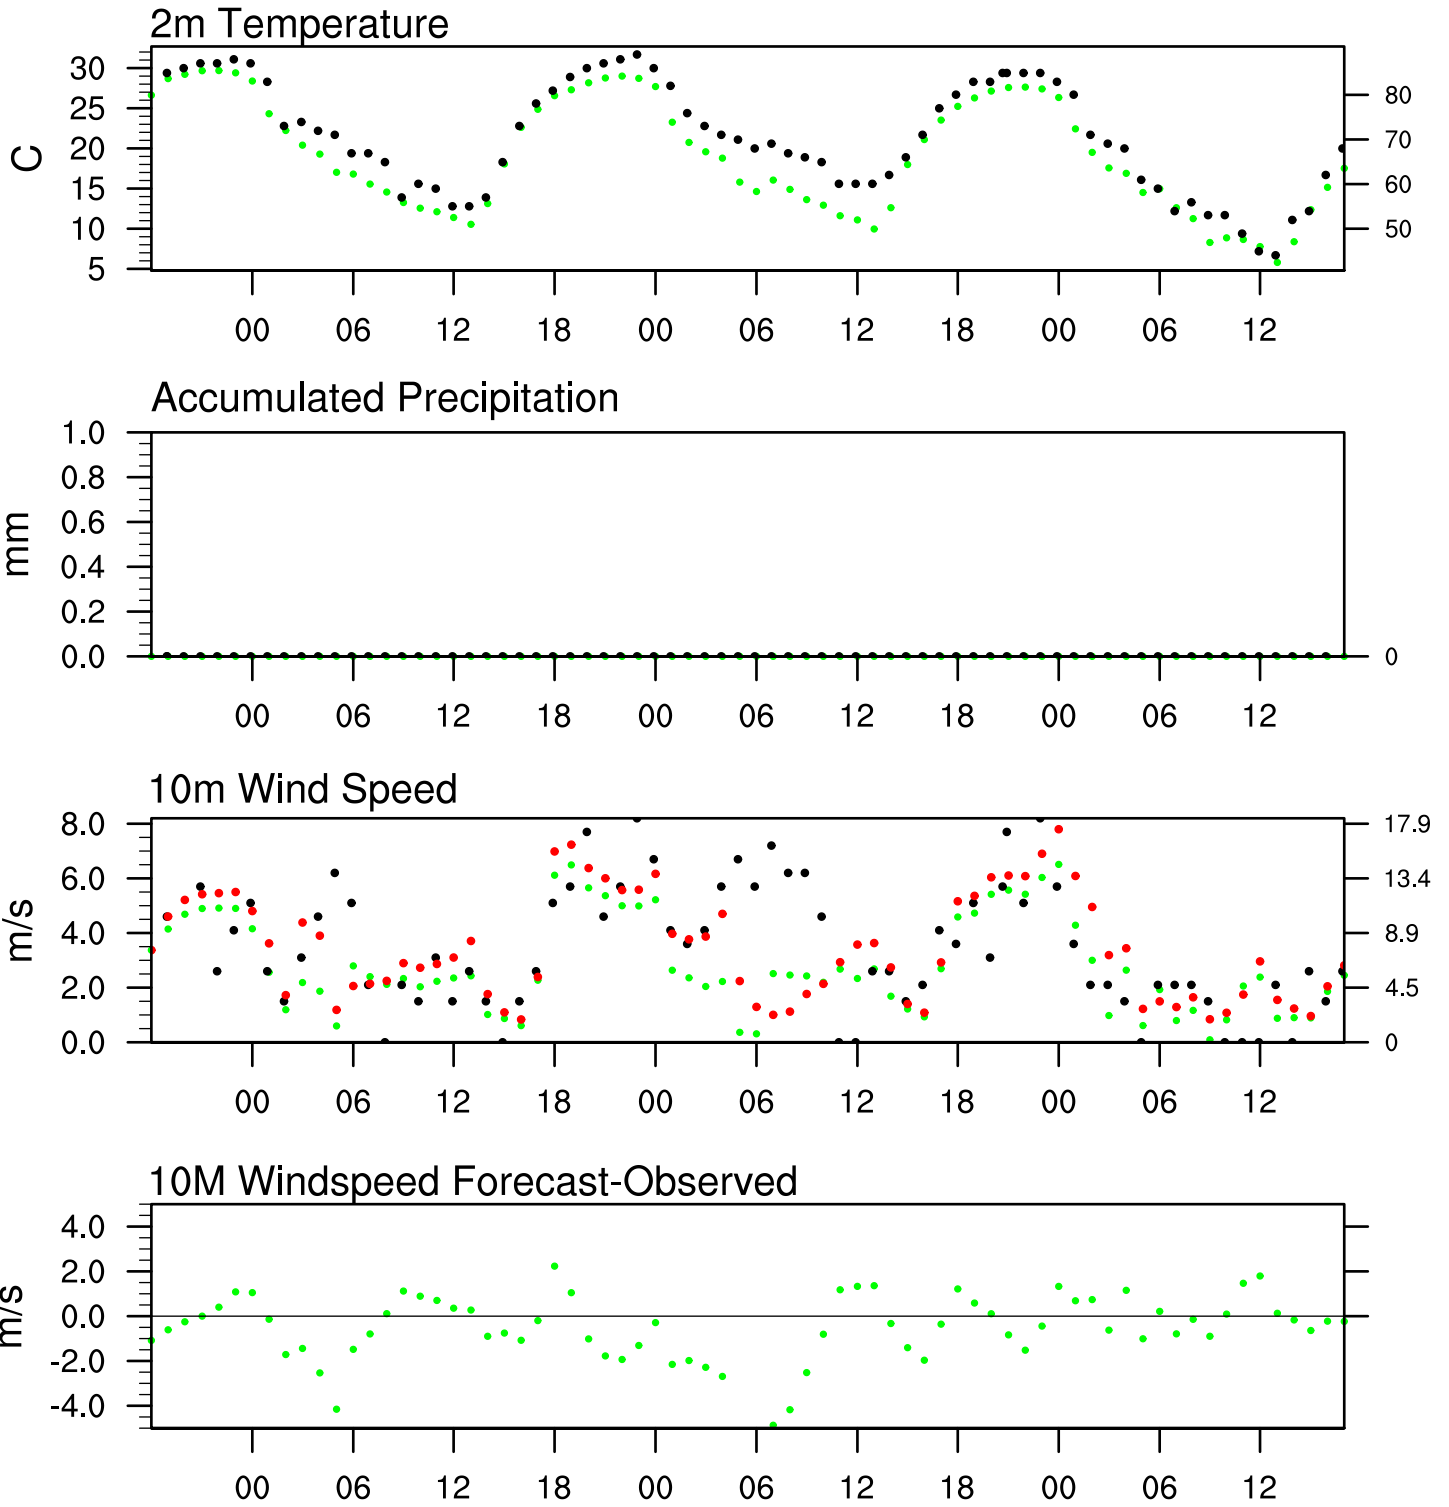 2m Temperature
30
25
20
15
10
5
C
80
70
60
50
00 06 12 18 00 06 12 18 00 06 12
Accumulated Precipitation
1.0
0.8
0.6
0.4
0.2
0.0
mm
0
00 06 12 18 00 06 12 18 00 06 12
10m Wind Speed
8.0
6.0
4.0
2.0
0.0
m/s
17.9
13.4
8.9
4.5
0
00 06 12 18 00 06 12 18 00 06 12
10M Windspeed Forecast-Observed
4.0
2.0
0.0
-2.0
-4.0
m/s
00 06 12 18 00 06 12 18 00 06 12